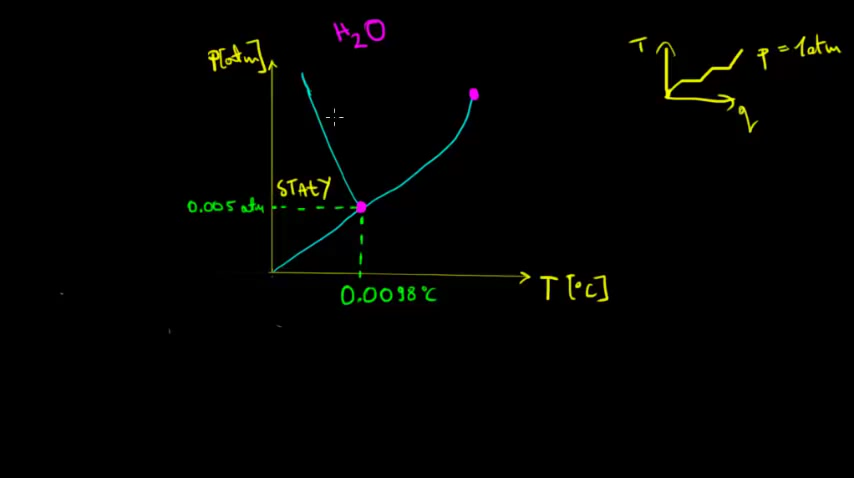 H₂O
P[atm]
T
p = 1atm
q
STAŁY
0.005 atm
0.0098°C
T [°C]